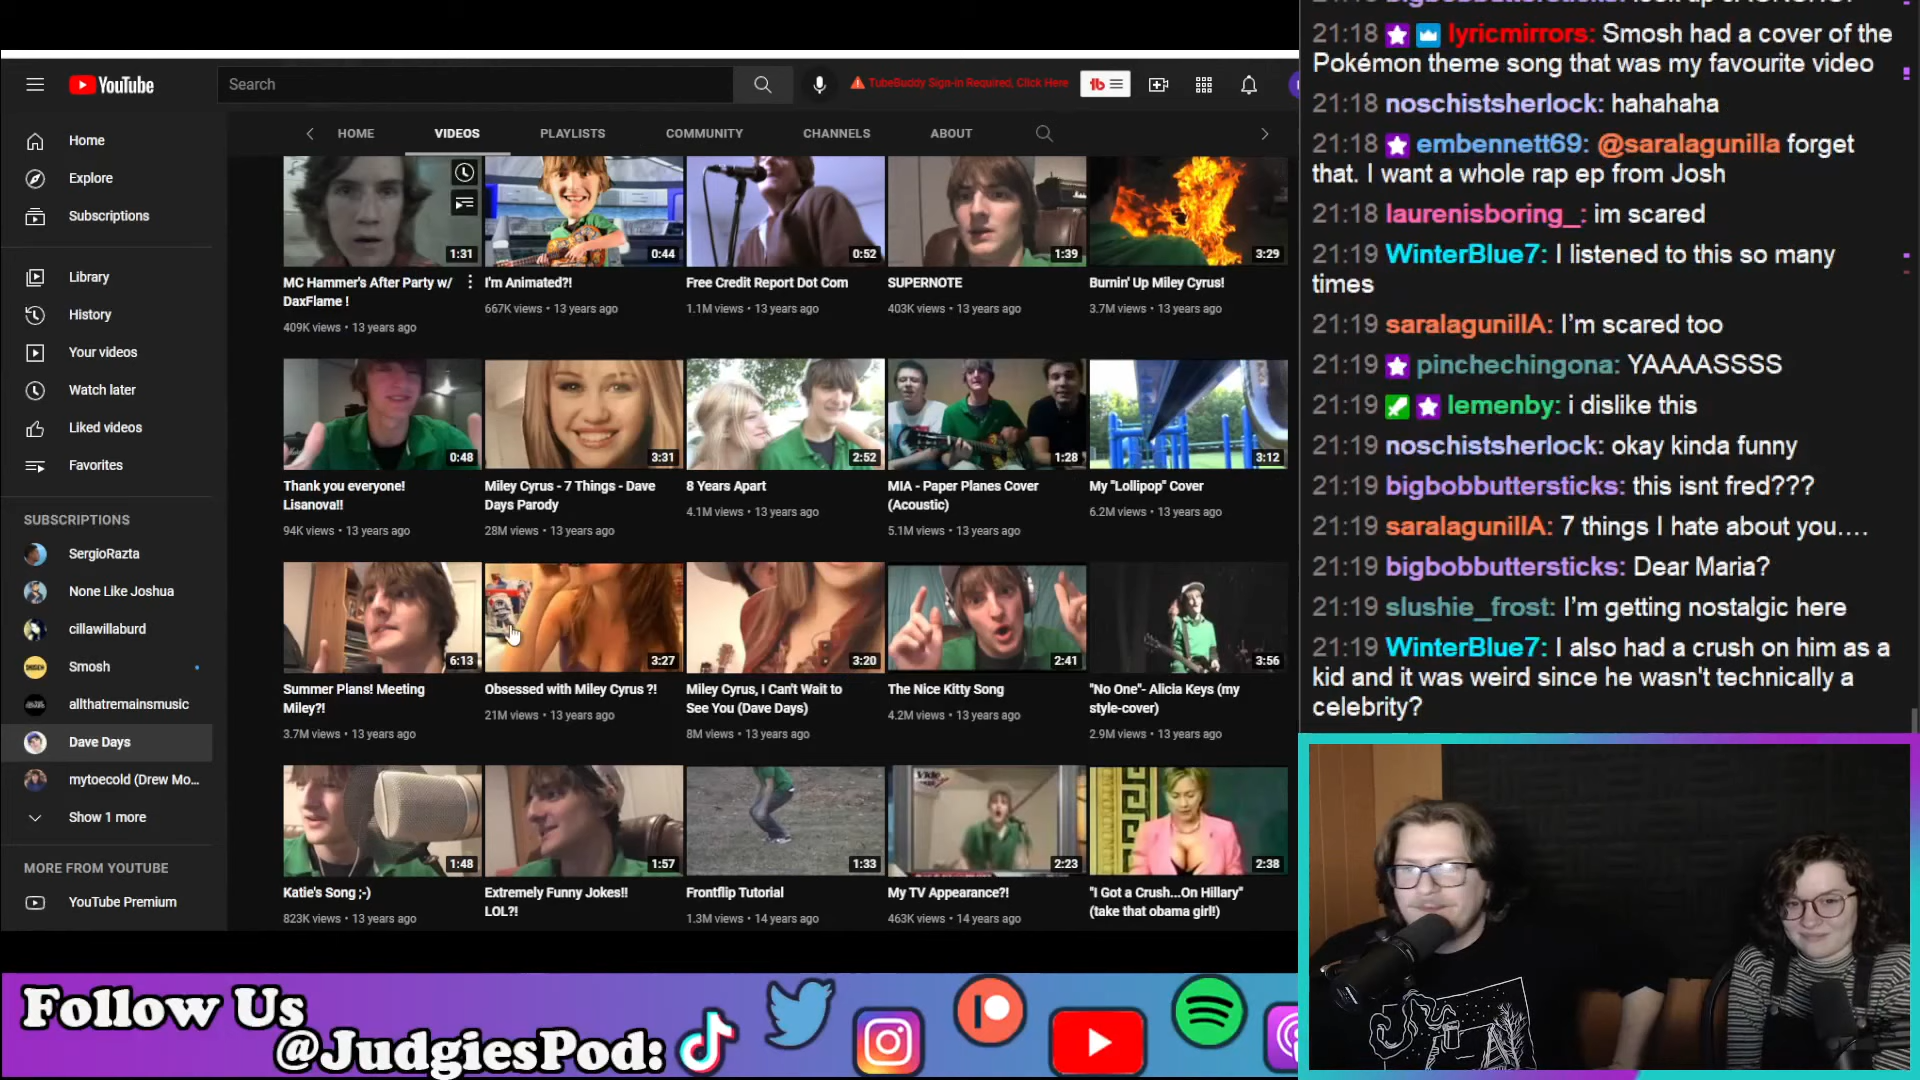 YouTube
Search
TubeBuddy Sign-in Required, Click Here
tb
HOME
VIDEOS
PLAYLISTS
COMMUNITY
CHANNELS
ABOUT
Home
Explore
Subscriptions
Library
History
Your videos
Watch later
Liked videos
Favorites
SUBSCRIPTIONS
SergioRazta
None Like Joshua
cillawillaburd
Smosh
allthatremainsmusic
Dave Days
mytoecold (Drew Mo...
Show 1 more
MORE FROM YOUTUBE
YouTube Premium
1:31
MC Hammer's After Party w/
DaxFlame !
409K views • 13 years ago
0:44
I'm Animated?!
667K views • 13 years ago
0:52
Free Credit Report Dot Com
1.1M views • 13 years ago
1:39
SUPERNOTE
403K views • 13 years ago
3:29
Burnin' Up Miley Cyrus!
3.7M views • 13 years ago
0:48
Thank you everyone!
Lisanova!!
94K views • 13 years ago
3:31
Miley Cyrus - 7 Things - Dave
Days Parody
28M views • 13 years ago
2:52
8 Years Apart
4.1M views • 13 years ago
1:28
MIA - Paper Planes Cover
(Acoustic)
5.1M views • 13 years ago
3:12
My "Lollipop" Cover
6.2M views • 13 years ago
6:13
Summer Plans! Meeting
Miley?!
3.7M views • 13 years ago
3:27
Obsessed with Miley Cyrus ?!
21M views • 13 years ago
3:20
Miley Cyrus, I Can't Wait to
See You (Dave Days)
8M views • 13 years ago
2:41
The Nice Kitty Song
4.2M views • 13 years ago
3:56
"No One"- Alicia Keys (my
style-cover)
2.9M views • 13 years ago
1:48
Katie's Song ;-)
823K views • 13 years ago
1:57
Extremely Funny Jokes!!
LOL?!
1:33
Frontflip Tutorial
1.3M views • 14 years ago
2:23
My TV Appearance?!
463K views • 14 years ago
2:38
"I Got a Crush...On Hillary"
(take that obama girl!)
21:18 lyricmirrors: Smosh had a cover of the
Pokémon theme song that was my favourite video
21:18 noschistsherlock: hahahaha
21:18 embennett69: @saralagunilla forget
that. I want a whole rap ep from Josh
21:18 laurenisboring_: im scared
21:19 WinterBlue7: I listened to this so many
times
21:19 saralagunillA: I'm scared too
21:19 pinchechingona: YAAAASSSS
21:19 lemenby: i dislike this
21:19 noschistsherlock: okay kinda funny
21:19 bigbobbuttersticks: this isnt fred???
21:19 saralagunillA: 7 things I hate about you....
21:19 bigbobbuttersticks: Dear Maria?
21:19 slushie_frost: I'm getting nostalgic here
21:19 WinterBlue7: I also had a crush on him as a
kid and it was weird since he wasn't technically a
celebrity?
Follow Us
@JudgiesPod: